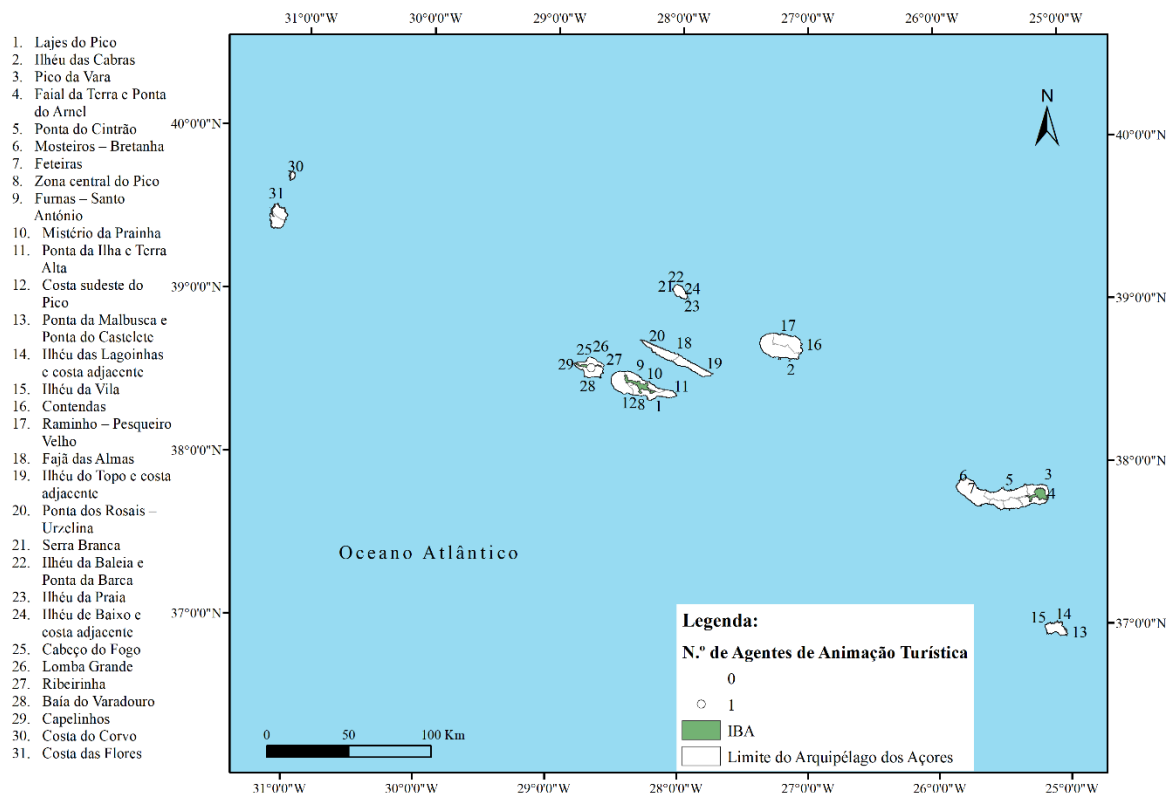 31°0'0"W 30°0'0"W 29°0'0"W 28°0'0"W 27°0'0"W 26°0'0"W 25°0'0"W
1. Lajes do Pico
2. Ilhéu das Cabras
3. Pico da Vara
4. Faial da Terra e Ponta
do Arnel
5. Ponta do Cintrão
6. Mosteiros – Bretanha
7. Feteiras
8. Zona central do Pico
9. Furnas – Santo
António
10. Mistério da Prainha
11. Ponta da Ilha e Terra
Alta
12. Costa sudeste do
Pico
13. Ponta da Malbusca e
Ponta do Castelete
14. Ilhéu das Lagoinhas
e costa adjacente
15. Ilhéu da Vila
16. Contendas
17. Raminho – Pesqueiro
Velho
18. Fajã das Almas
19. Ilhéu do Topo e costa
adjacente
20. Ponta dos Rosais –
Urzelina
21. Serra Branca
22. Ilhéu da Baleia e
Ponta da Barca
23. Ilhéu da Praia
24. Ilhéu de Baixo e
costa adjacente
25. Cabeço do Fogo
26. Lomba Grande
27. Ribeirinha
28. Baía do Varadouro
29. Capelinhos
30. Costa do Corvo
31. Costa das Flores
N
40°0'0"N 40°0'0"N
30
31
39°0'0"N 39°0'0"N
22
21 24
23
17
16
2
20
18
19
25 26
29 27
28
9
10
11
12 8 1
38°0'0"N 38°0'0"N
6 7 5 3
4
Oceano Atlântico
37°0'0"N 37°0'0"N
15 14
13
Legenda:
N.º de Agentes de Animação Turística
0
1
IBA
Limite do Arquipélago dos Açores
0 50 100 Km
31°0'0"W 30°0'0"W 29°0'0"W 28°0'0"W 27°0'0"W 26°0'0"W 25°0'0"W